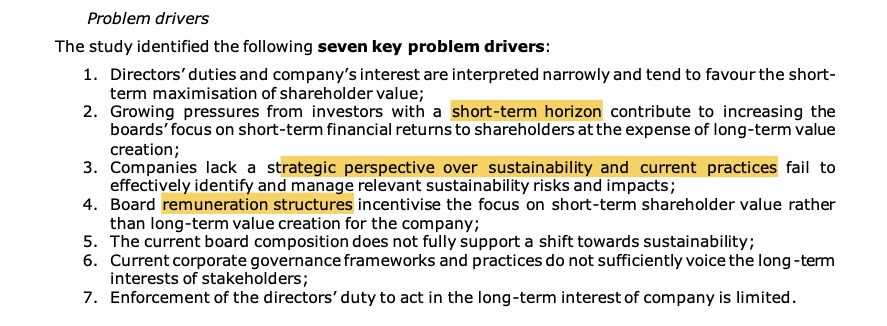 Problem drivers
The study identified the following seven key problem drivers:
1. Directors' duties and company's interest are interpreted narrowly and tend to favour the short-
term maximisation of shareholder value;
2. Growing pressures from investors with a short-term horizon contribute to increasing the
boards' focus on short-term financial returns to shareholders at the expense of long-term value
creation;
3. Companies lack a strategic perspective over sustainability and current practices fail to
effectively identify and manage relevant sustainability risks and impacts;
4. Board remuneration structures incentivise the focus on short-term shareholder value rather
than long-term value creation for the company;
5. The current board composition does not fully support a shift towards sustainability;
6. Current corporate governance frameworks and practices do not sufficiently voice the long-term
interests of stakeholders;
7. Enforcement of the directors' duty to act in the long-term interest of company is limited.